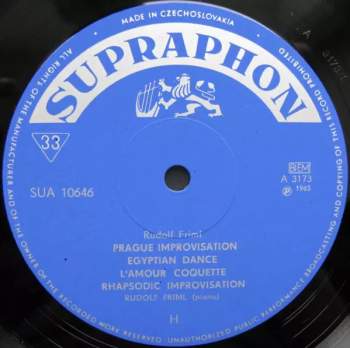 MADE IN CZECHOSLOVAKIA
ALL RIGHTS OF THE MANUFACTURER AND OF THE OWNER OF THE RECORDED WORK RESERVED. UNAUTHORIZED PUBLIC PERFORMANCE BROADCASTING AND COPYING OF THIS RECORD PROHIBITED
SUPRAPHON
33
SUA 10646
BIEM
A 3173
℗ 1965
Rudolf Friml
PRAGUE IMPROVISATION
EGYPTIAN DANCE
L'AMOUR COQUETTE
RHAPSODIC IMPROVISATION
RUDOLF FRIML (piano)
H